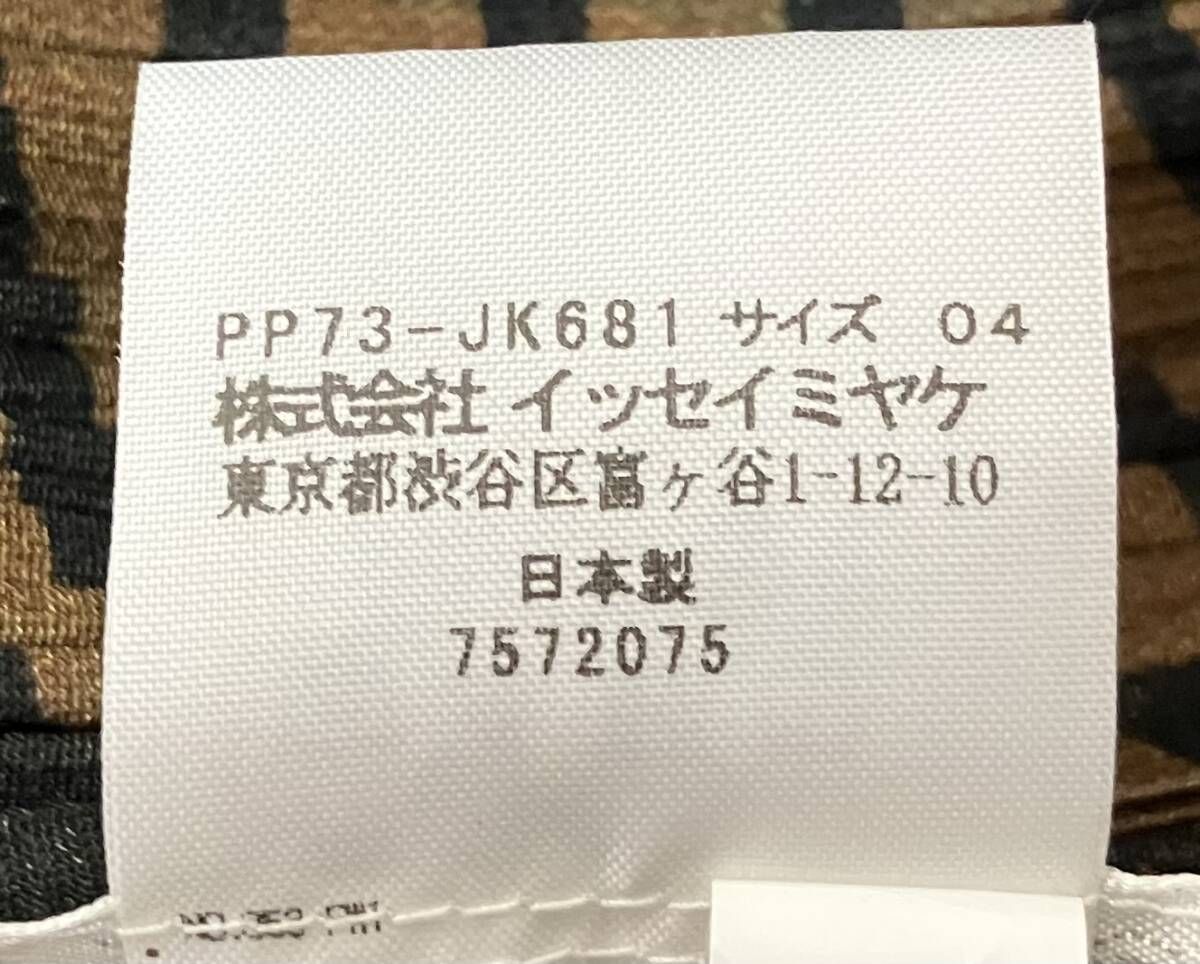 PP73-JK681 サイズ 04
株式会社 イッセイミヤケ
東京都渋谷区富ヶ谷1-12-10
日本製
7572075